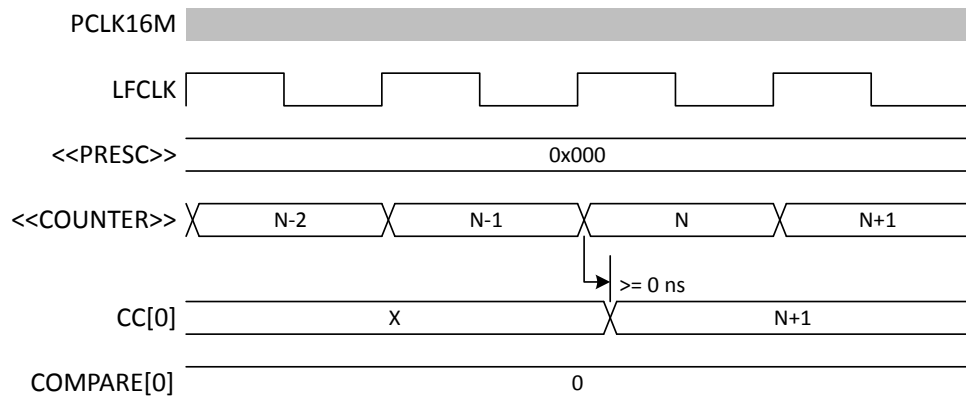 PCLK16M
LFCLK
<<PRESC>> 0x000
<<COUNTER>> N-2 N-1 N N+1
>= 0 ns
CC[0] X N+1
COMPARE[0] 0